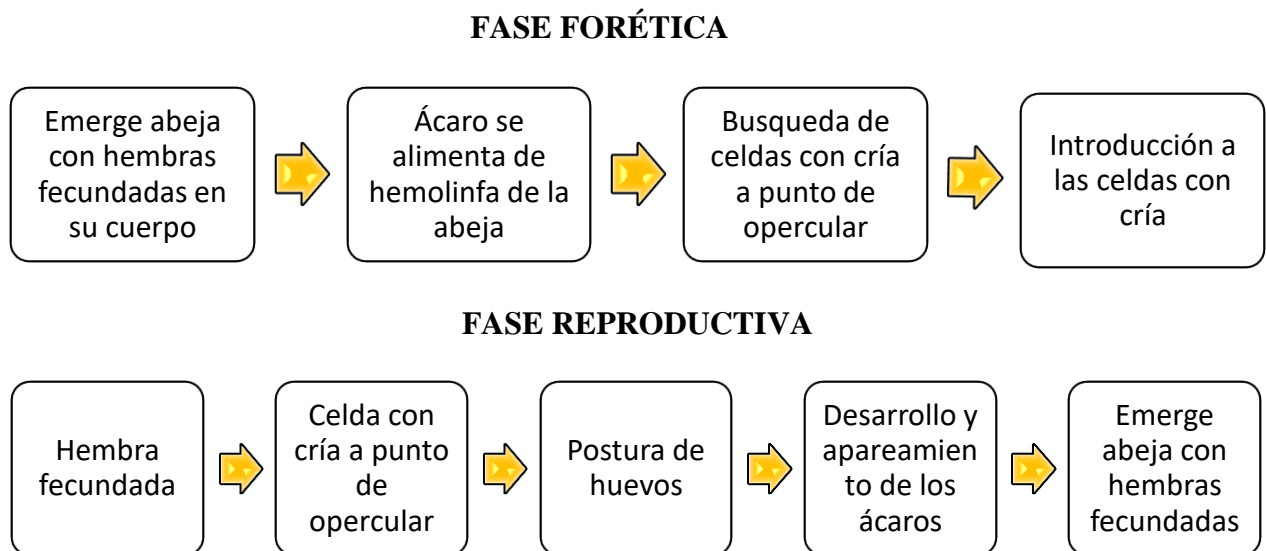 FASE FORÉTICA
Emerge abeja
con hembras
fecundadas en
su cuerpo
Ácaro se
alimenta de
hemolinfa de la
abeja
Busqueda de
celdas con cría
a punto de
opercular
Introducción a
las celdas con
cría
FASE REPRODUCTIVA
Hembra
fecundada
Celda con
cría a punto
de
opercular
Postura de
huevos
Desarrollo y
apareamien
to de los
ácaros
Emerge
abeja con
hembras
fecundadas